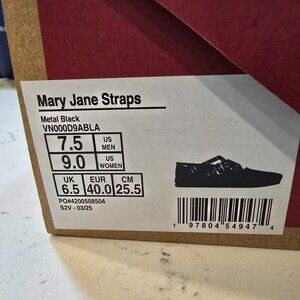 Mary Jane Straps
Metal Black
VN000D9ABLA
7.5 US MEN
9.0 US WOMEN
UK EUR CM
6.5 40.0 25.5
PO#4200508504
S2V - 03/25
1 97804 54947 4